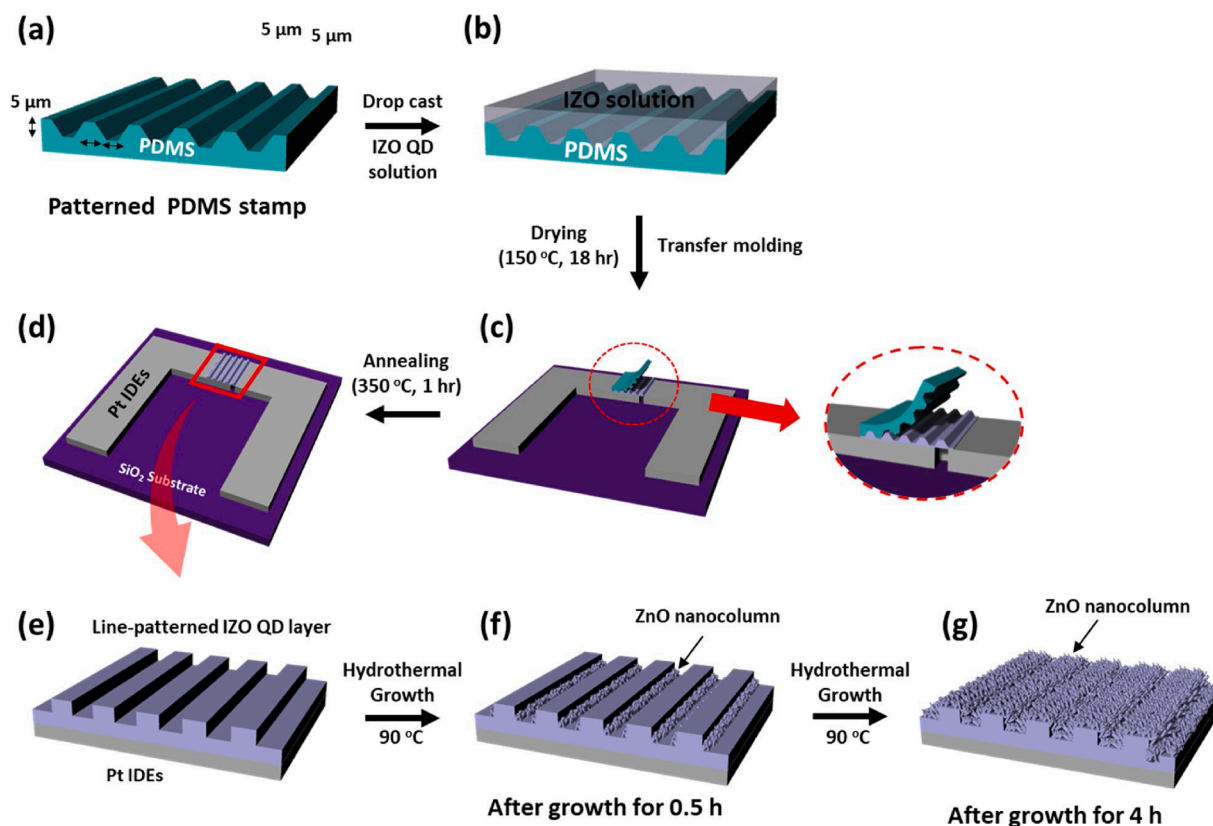 (a)
5 μm 5 μm
5 μm
PDMS
Patterned PDMS stamp
Drop cast
IZO QD
solution
(b)
IZO solution
PDMS
Drying
(150 °C, 18 hr)
Transfer molding
(d)
Pt IDEs
SiO₂ Substrate
Annealing
(350 °C, 1 hr)
(c)
(e)
Line-patterned IZO QD layer
Pt IDEs
Hydrothermal
Growth
90 °C
(f)
ZnO nanocolumn
After growth for 0.5 h
Hydrothermal
Growth
90 °C
(g)
ZnO nanocolumn
After growth for 4 h